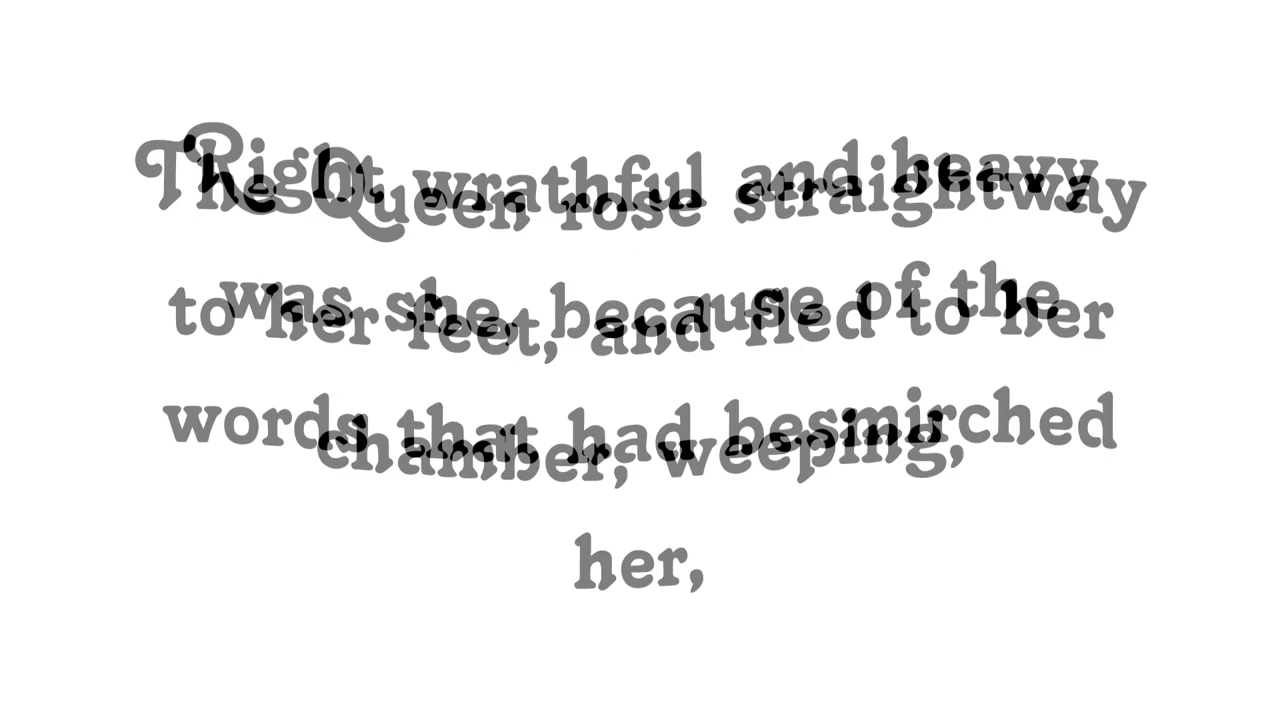 The Queen rose straightway
to her feet, and fled to her
chamber, weeping,
Right wrathful and heavy
was she, because of the
words that had besmirched
her,